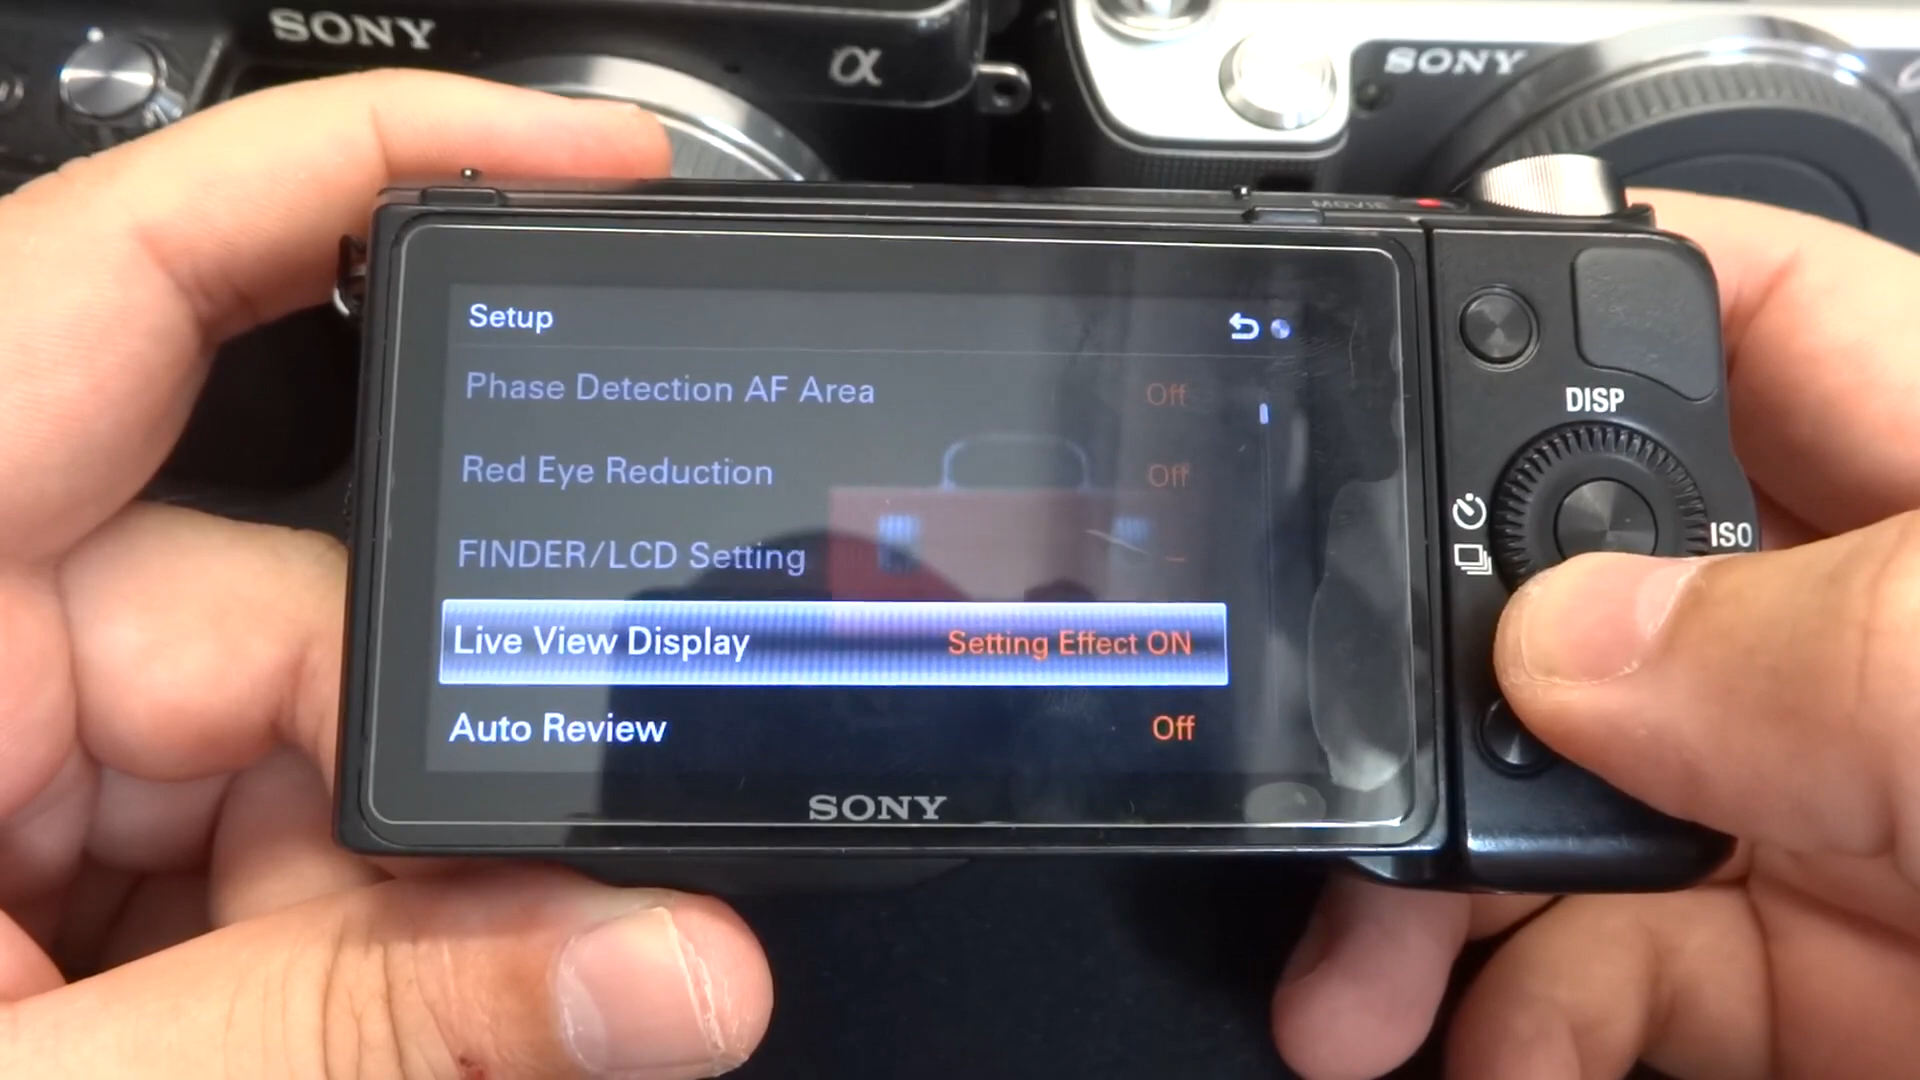 SONY
α
SONY
MOVIE
Setup
Phase Detection AF Area Off
Red Eye Reduction Off
FINDER/LCD Setting –
Live View Display Setting Effect ON
Auto Review Off
SONY
DISP
ISO